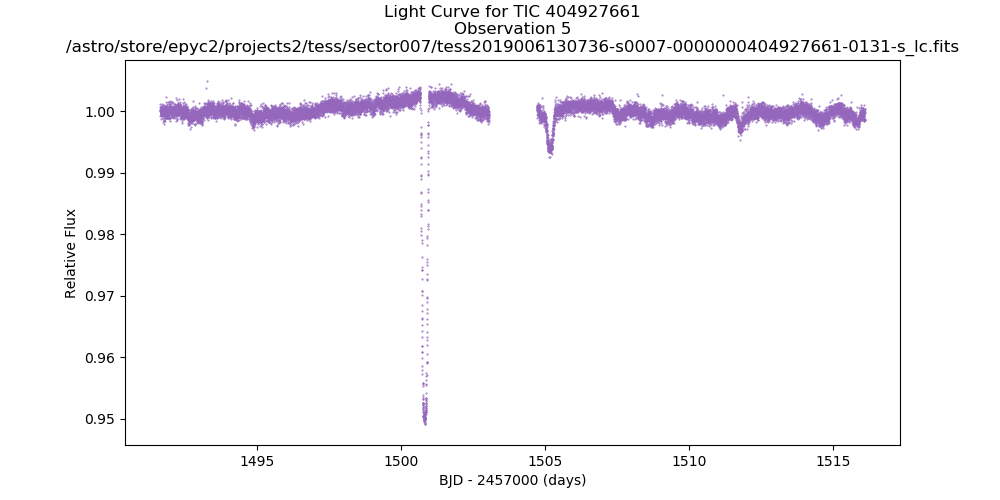 Light Curve for TIC 404927661
Observation 5
/astro/store/epyc2/projects2/tess/sector007/tess2019006130736-s0007-0000000404927661-0131-s_lc.fits
1.00
0.99
0.98
0.97
0.96
0.95
Relative Flux
1495
1500
1505
1510
1515
BJD - 2457000 (days)